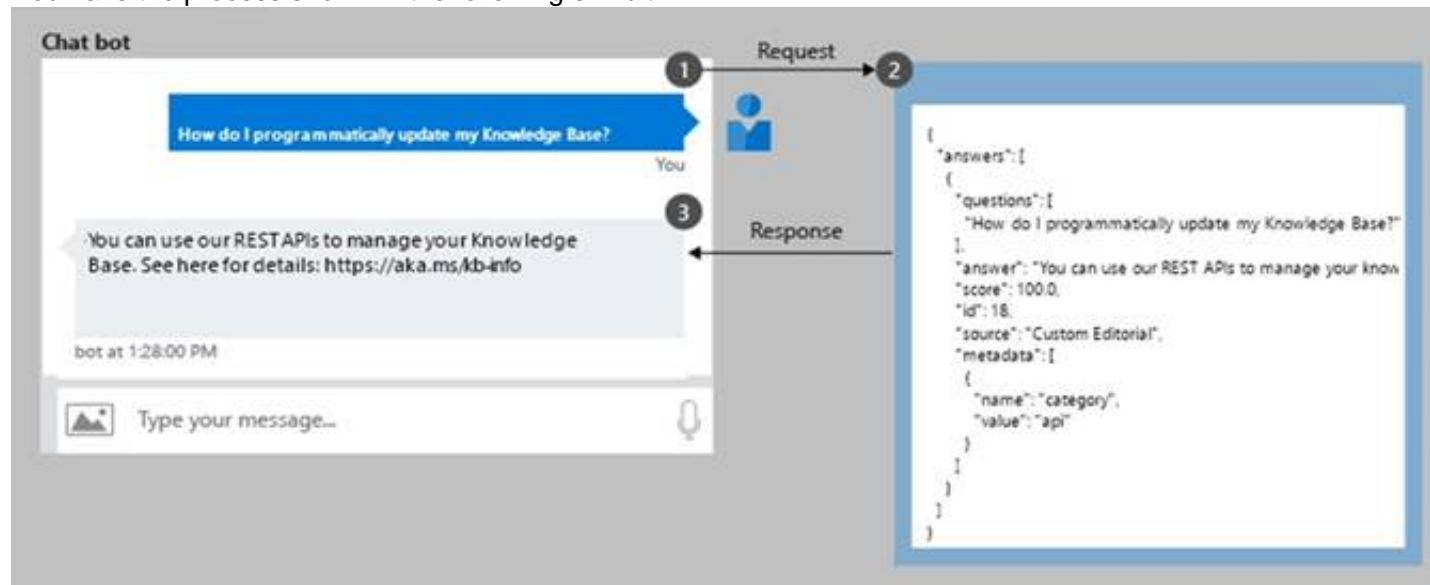 Chat bot
1
Request
2
How do I programmatically update my Knowledge Base?
You
3
Response
You can use our REST APIs to manage your Knowledge
Base. See here for details: https://aka.ms/kb-info
bot at 1:28:00 PM
Type your message...
{
"answers": [
{
"questions": [
"How do I programmatically update my Knowledge Base?"
],
"answer": "You can use our REST APIs to manage your know
"score": 100.0,
"id": 18,
"source": "Custom Editorial",
"metadata": [
{
"name": "category",
"value": "api"
}
]
}
]
}